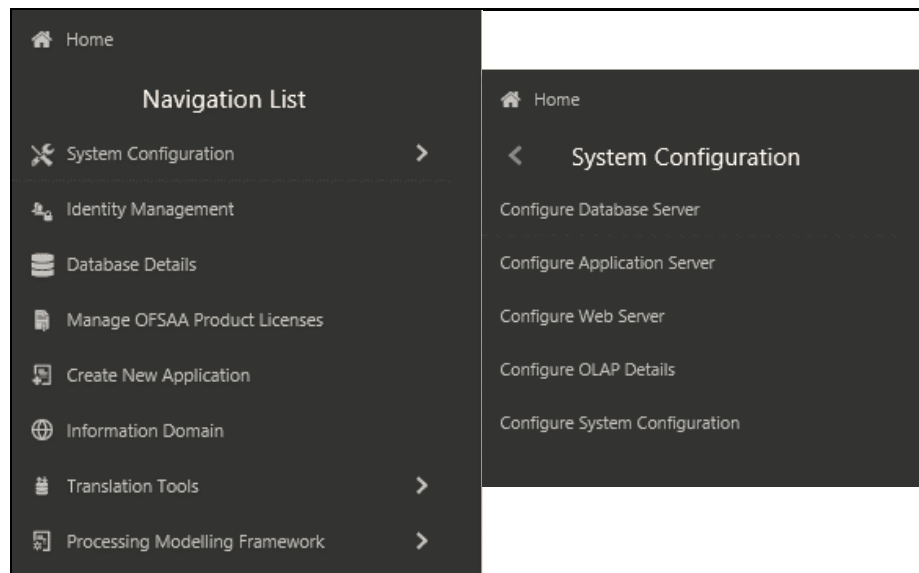 Home
Navigation List
System Configuration
Identity Management
Database Details
Manage OFSAA Product Licenses
Create New Application
Information Domain
Translation Tools
Processing Modelling Framework
Home
System Configuration
Configure Database Server
Configure Application Server
Configure Web Server
Configure OLAP Details
Configure System Configuration